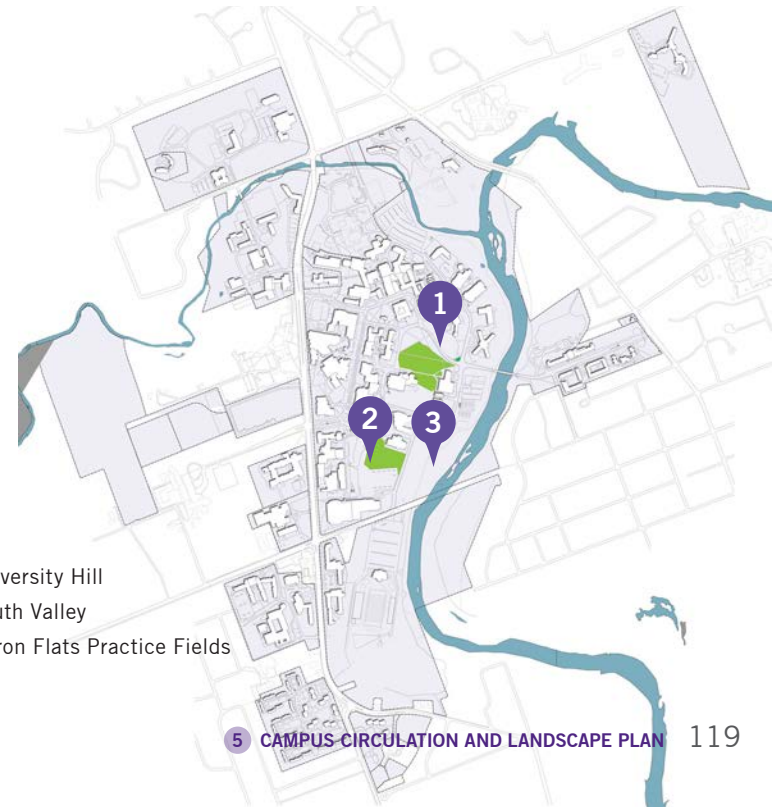 1
2
3
versity Hill
uth Valley
ron Flats Practice Fields
5 CAMPUS CIRCULATION AND LANDSCAPE PLAN 119